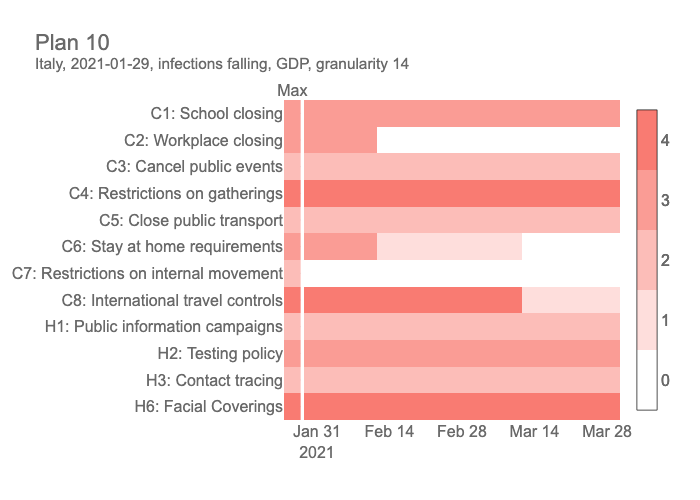 Plan 10
Italy, 2021-01-29, infections falling, GDP, granularity 14
Max
C1: School closing
C2: Workplace closing
C3: Cancel public events
C4: Restrictions on gatherings
C5: Close public transport
C6: Stay at home requirements
C7: Restrictions on internal movement
C8: International travel controls
H1: Public information campaigns
H2: Testing policy
H3: Contact tracing
H6: Facial Coverings
Jan 31 Feb 14 Feb 28 Mar 14 Mar 28
2021
4
3
2
1
0